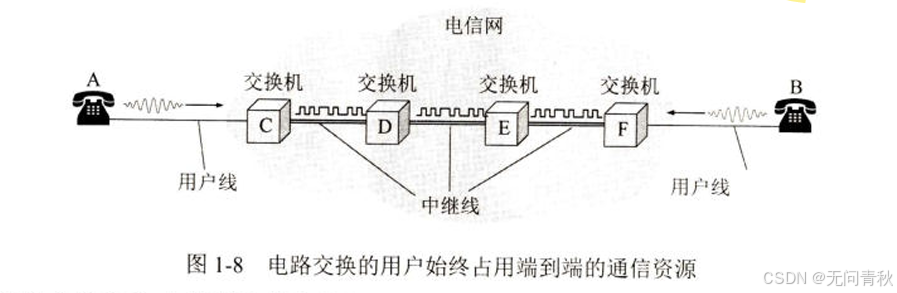 电信网
A
交换机 交换机 交换机 交换机
B
C D E F
用户线
中继线
用户线
图 1-8 电路交换的用户始终占用端到端的通信资源
CSDN @无问青秋